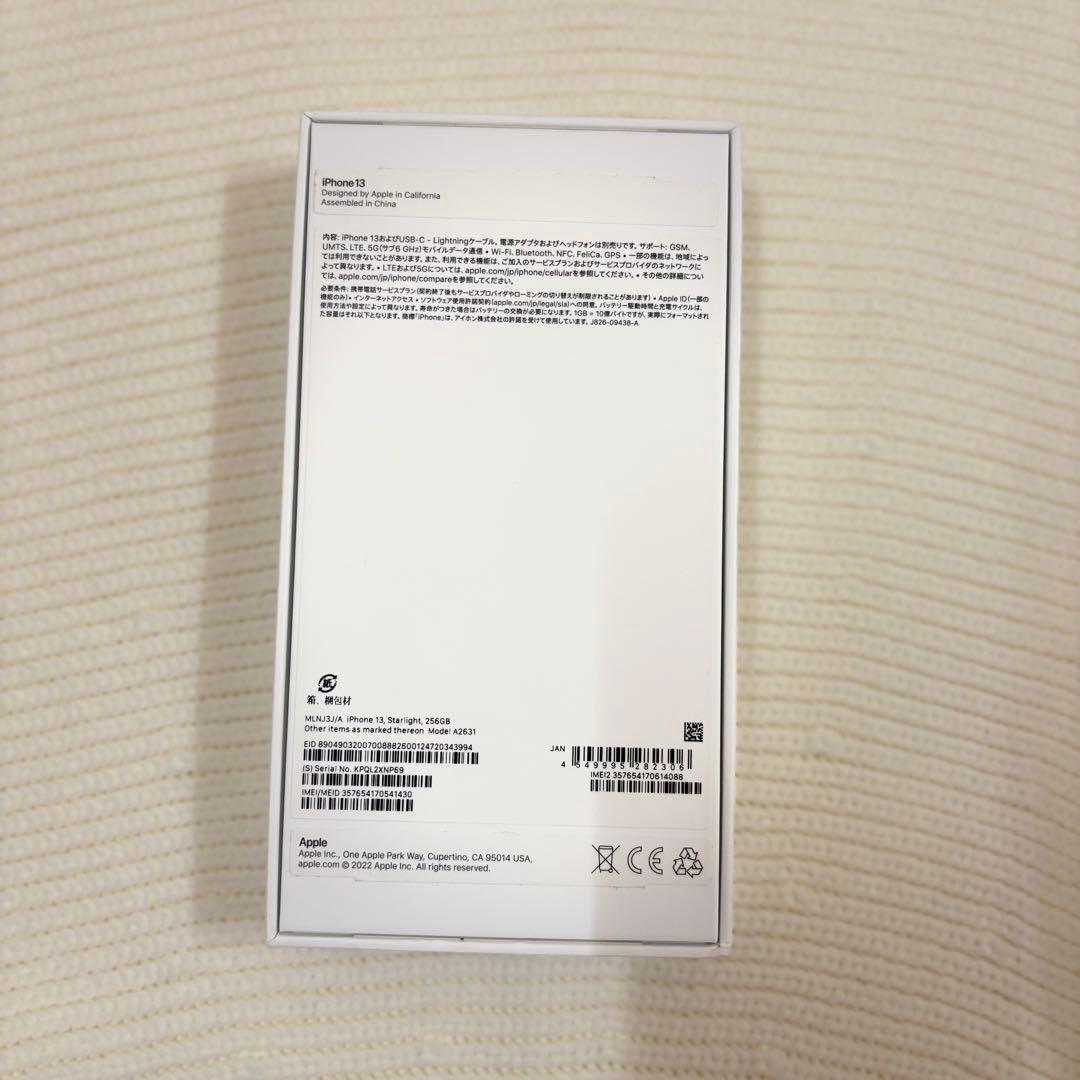 iPhone 13
Designed by Apple in California
Assembled in China
内容: iPhone 13およびUSB-C - Lightningケーブル。電源アダプタおよびヘッドフォンは別売りです。サポート: GSM、
UMTS、LTE、5G(サブ6 GHz)モバイルデータ通信 • Wi-Fi、Bluetooth、NFC、FeliCa、GPS • 一部の機能は、地域によっ
ては利用できないことがあります。また、利用できる機能は、ご加入のサービスプランおよびサービスプロバイダのネットワークに
よって異なります。• LTEおよび5Gについては、apple.com/jp/iphone/cellularを参照してください。• その他の詳細につい
ては、apple.com/jp/iphone/compareを参照してください。
必要条件: 携帯電話サービスプラン(契約終了後もサービスプロバイダやローミングの切り替えが制限されることがあります) • Apple ID(一部の
機能のみ) • インターネットアクセス • ソフトウェア使用許諾契約(apple.com/jp/legal/sla)への同意。バッテリー駆動時間と充電サイクルは、
使用方法や設定によって異なります。寿命がつきた場合はバッテリーの交換が必要になります。1GB = 10億バイトですが、実際にフォーマットされ
た容量はそれ以下となります。商標「iPhone」は、アイホン株式会社の許諾を受けて使用しています。J826-09438-A
紙
箱、梱包材
MLNJ3J/A iPhone 13, Starlight, 256GB
Other items as marked thereon Model A2631
EID 89049032007008882600124720343994
(S) Serial No. KPQL2XNP69
IMEI/MEID 357654170541430
JAN
4 549995 282306
IMEI2 357654170614088
Apple
Apple Inc., One Apple Park Way, Cupertino, CA 95014 USA,
apple.com © 2022 Apple Inc. All rights reserved.
CE